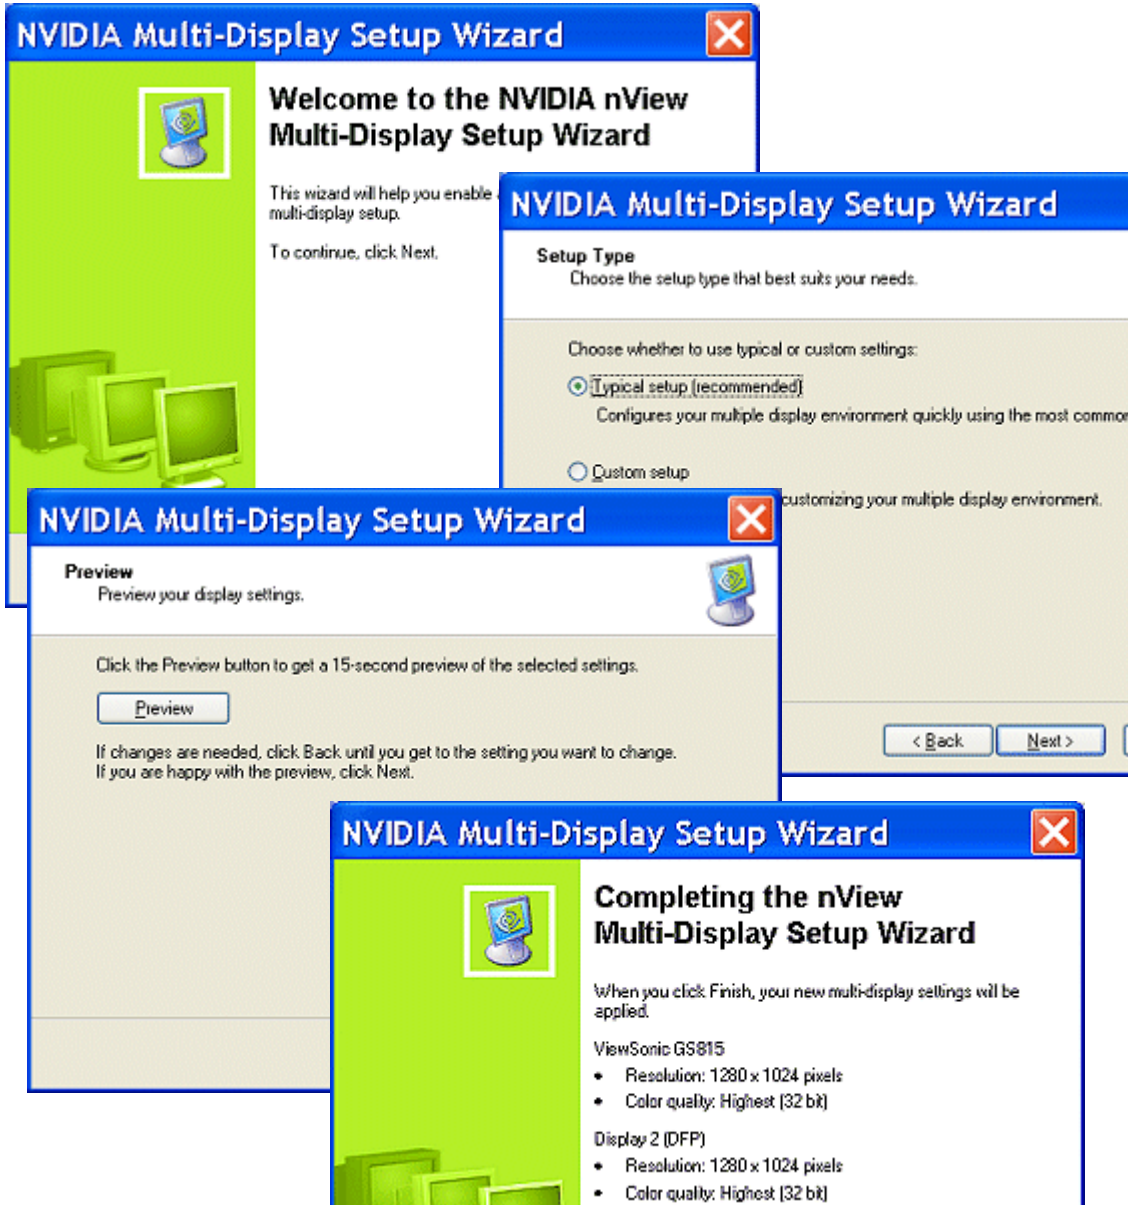 NVIDIA Multi-Display Setup Wizard
Welcome to the NVIDIA nView
Multi-Display Setup Wizard
This wizard will help you enable
multi-display setup.
To continue, click Next.
NVIDIA Multi-Display Setup Wizard
Setup Type
Choose the setup type that best suits your needs.
Choose whether to use typical or custom settings:
Typical setup (recommended)
Configures your multiple display environment quickly using the most common
Custom setup
customizing your multiple display environment.
< Back
Next >
NVIDIA Multi-Display Setup Wizard
Preview
Preview your display settings.
Click the Preview button to get a 15-second preview of the selected settings.
Preview
If changes are needed, click Back until you get to the setting you want to change.
If you are happy with the preview, click Next.
NVIDIA Multi-Display Setup Wizard
Completing the nView
Multi-Display Setup Wizard
When you click Finish, your new multi-display settings will be
applied.
ViewSonic GS815
• Resolution: 1280 x 1024 pixels
• Color quality: Highest (32 bit)
Display 2 (DFP)
• Resolution: 1280 x 1024 pixels
• Color quality: Highest (32 bit)